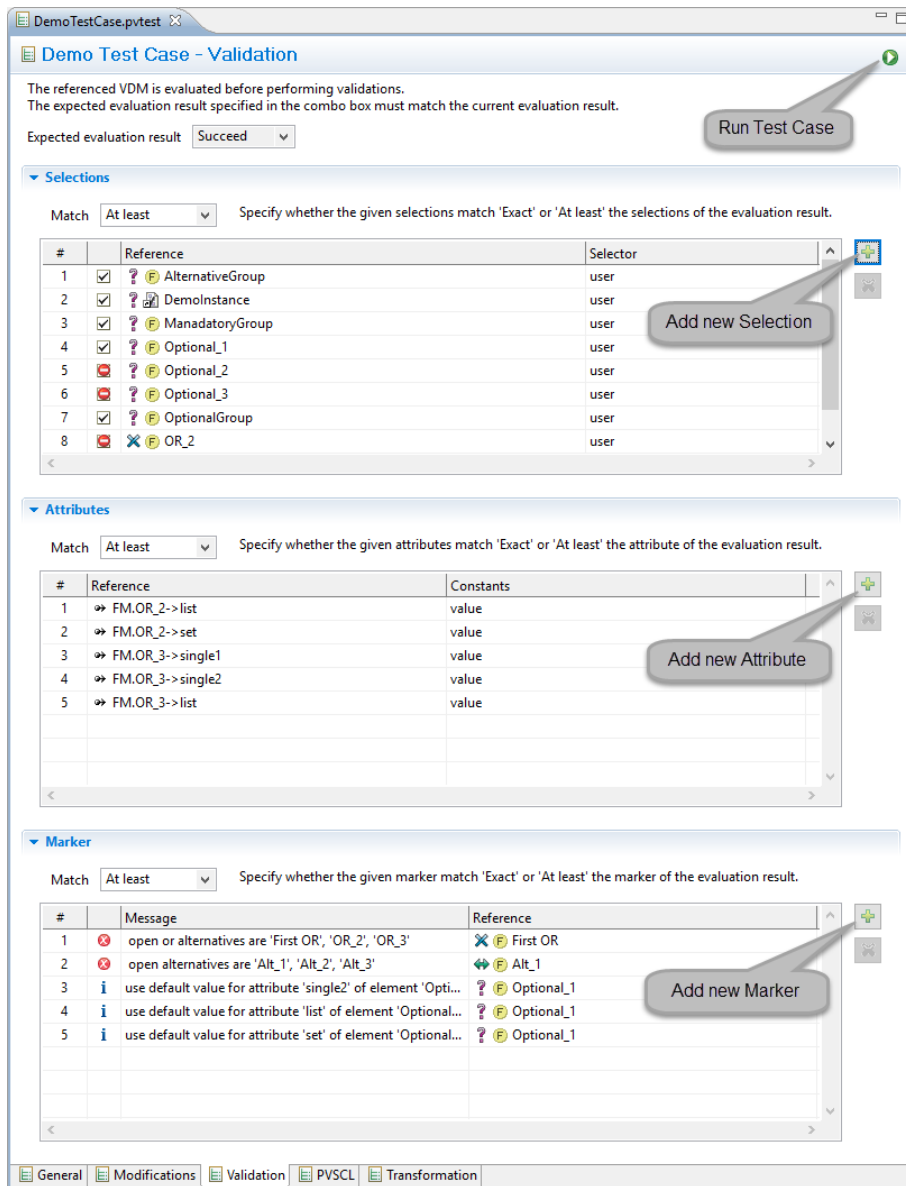 DemoTestCase.pvtest
Demo Test Case - Validation
The referenced VDM is evaluated before performing validations.
The expected evaluation result specified in the combo box must match the current evaluation result.
Run Test Case
Expected evaluation result Succeed
Selections
Match At least Specify whether the given selections match 'Exact' or 'At least' the selections of the evaluation result.
# Reference Selector
1 ? F AlternativeGroup user
2 ? DemoInstance user
3 ? F ManadatoryGroup user
Add new Selection
4 ? F Optional_1 user
5 ? F Optional_2 user
6 ? F Optional_3 user
7 ? F OptionalGroup user
8 F OR_2 user
Attributes
Match At least Specify whether the given attributes match 'Exact' or 'At least' the attribute of the evaluation result.
# Reference Constants
1 FM.OR_2->list value
2 FM.OR_2->set value
3 FM.OR_3->single1 value
Add new Attribute
4 FM.OR_3->single2 value
5 FM.OR_3->list value
Marker
Match At least Specify whether the given marker match 'Exact' or 'At least' the marker of the evaluation result.
# Message Reference
1 open or alternatives are 'First OR', 'OR_2', 'OR_3' F First OR
2 open alternatives are 'Alt_1', 'Alt_2', 'Alt_3' F Alt_1
3 i use default value for attribute 'single2' of element 'Opti... ? F Optional_1
Add new Marker
4 i use default value for attribute 'list' of element 'Optional... ? F Optional_1
5 i use default value for attribute 'set' of element 'Optional... ? F Optional_1
General Modifications Validation PVSCL Transformation